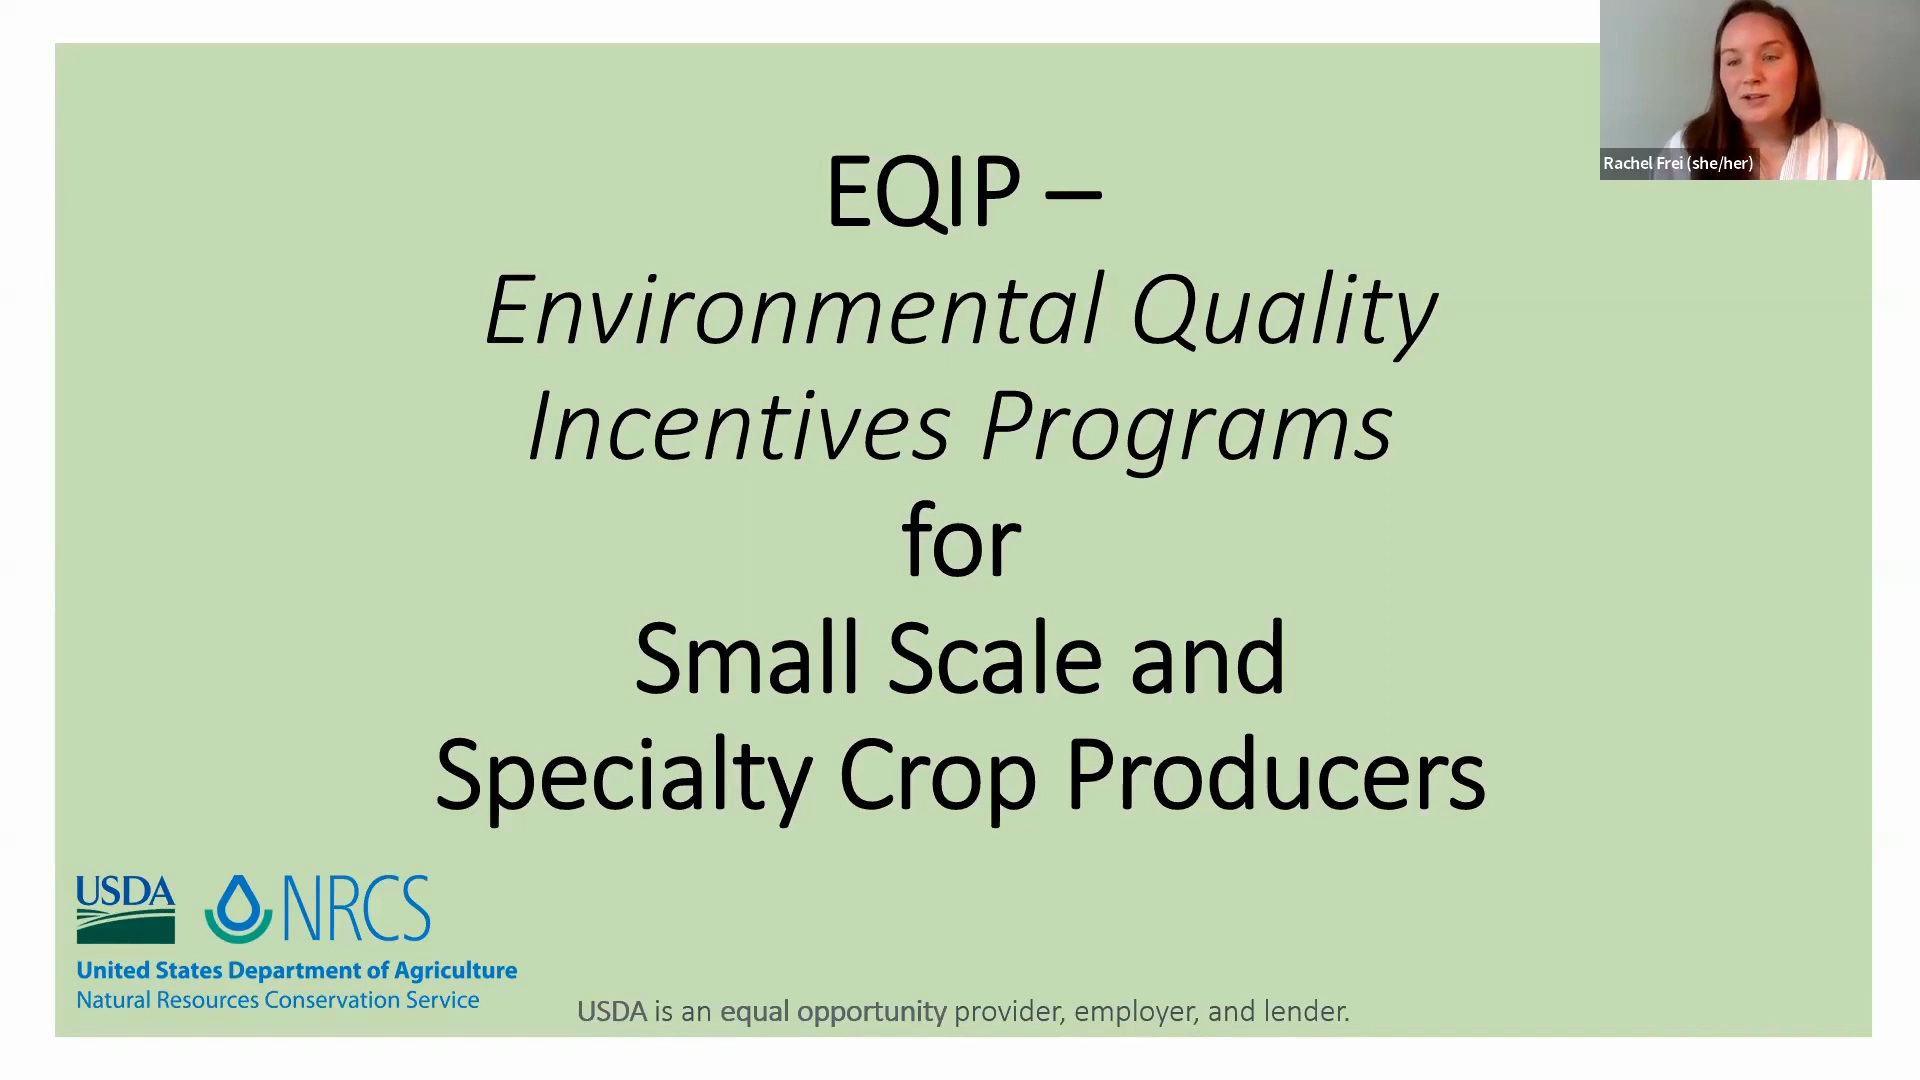 Rachel Frei (she/her)
EQIP –
Environmental Quality
Incentives Programs
for
Small Scale and
Specialty Crop Producers
USDA NRCS
United States Department of Agriculture
Natural Resources Conservation Service
USDA is an equal opportunity provider, employer, and lender.